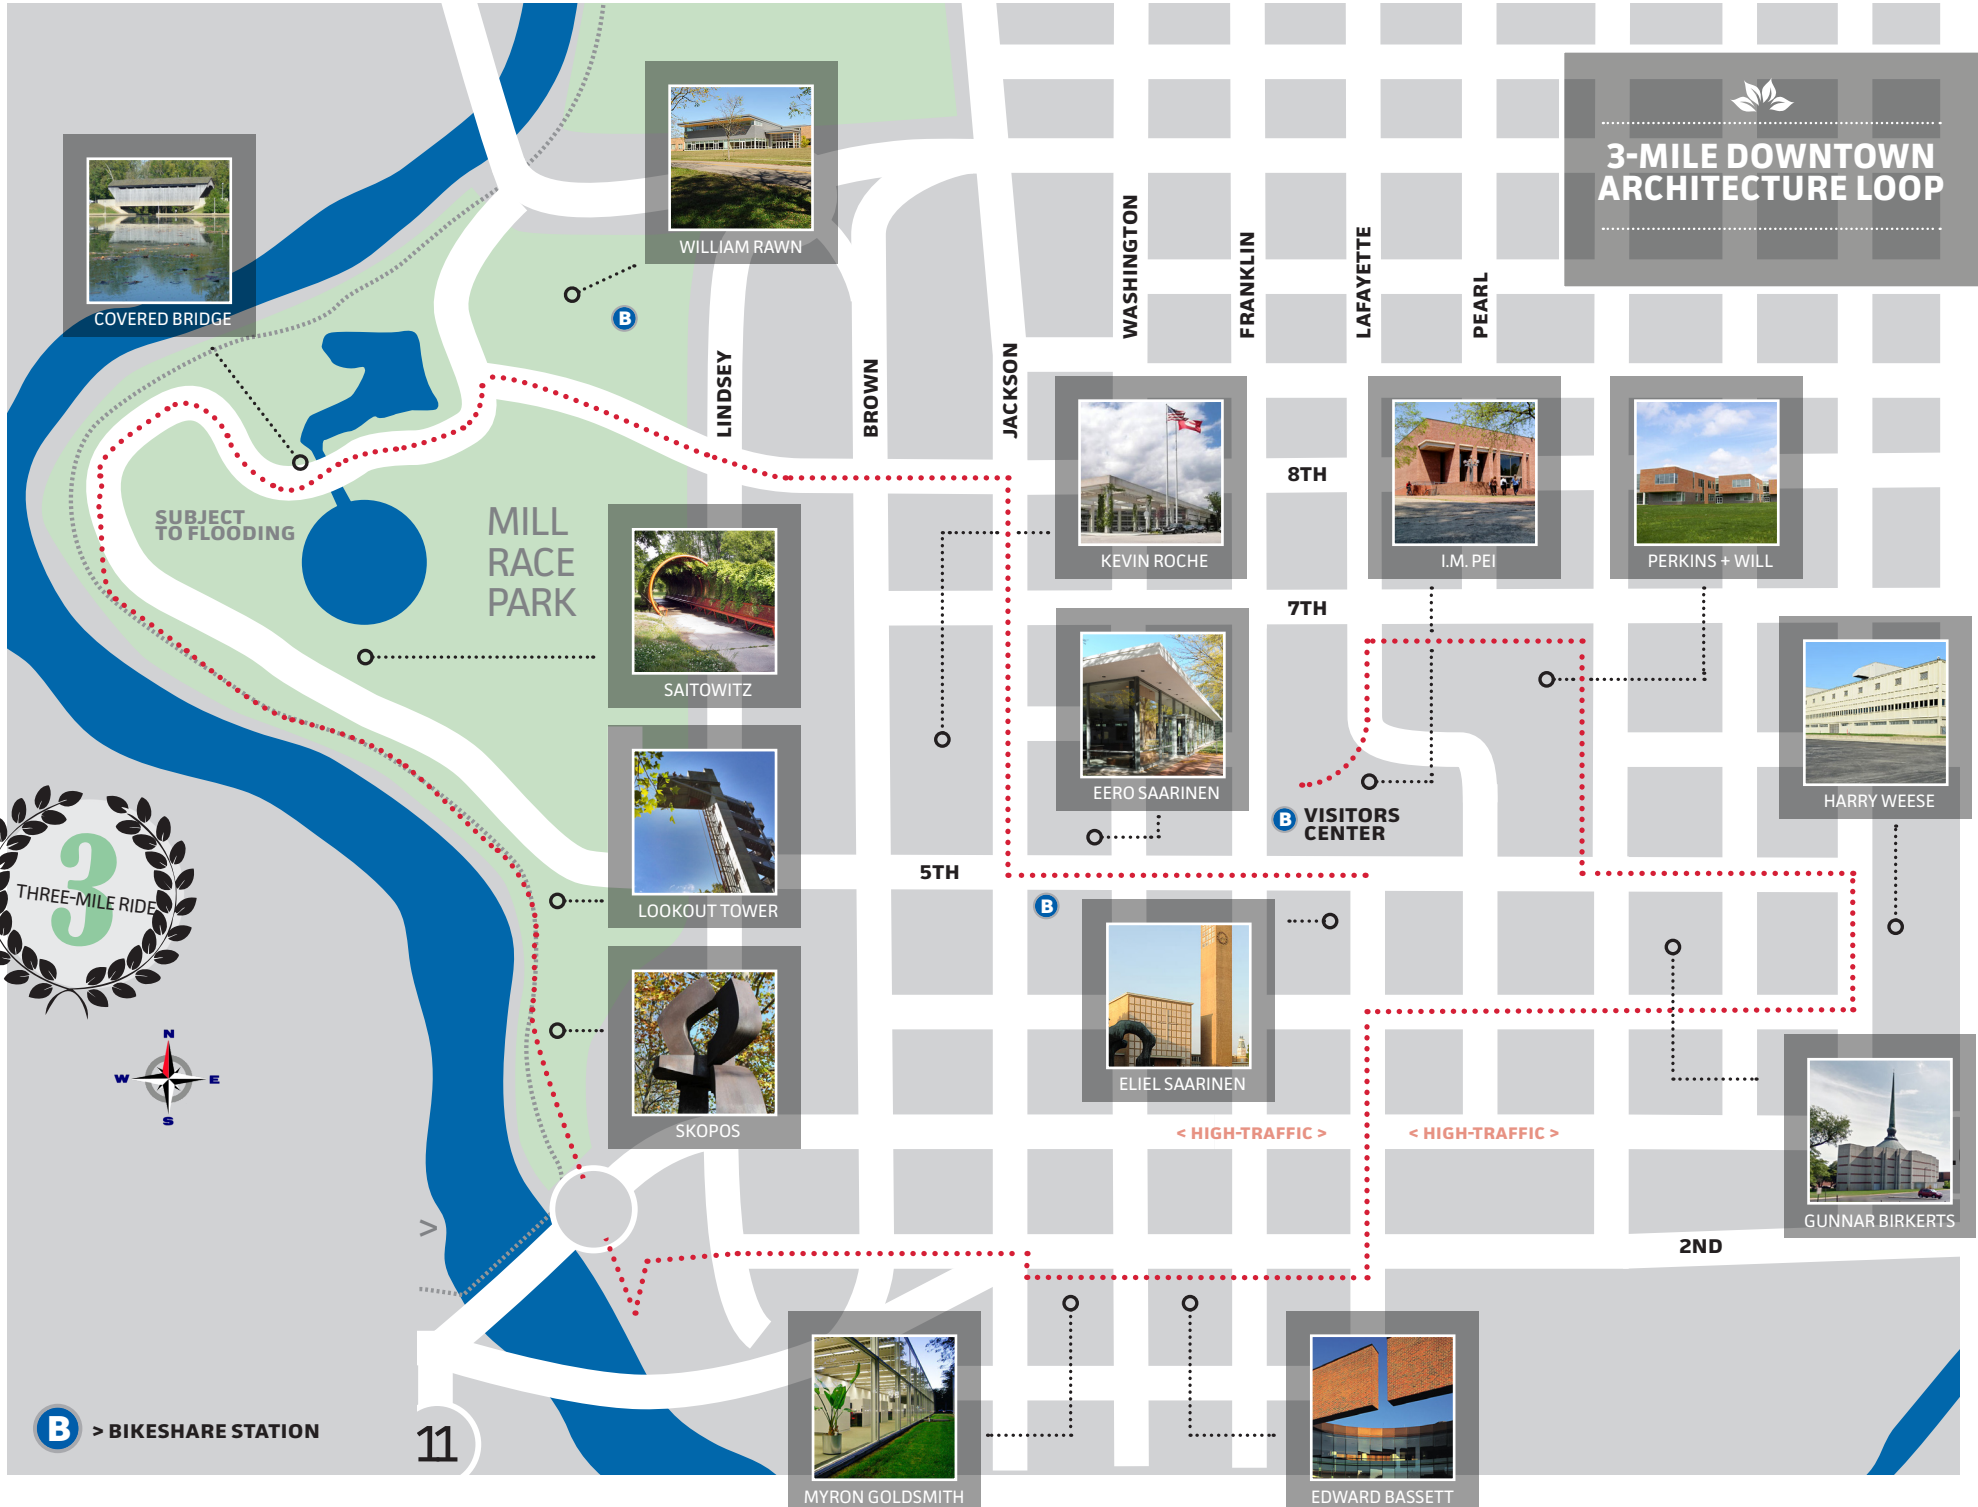 3-MILE DOWNTOWN
ARCHITECTURE LOOP
WILLIAM RAWN
COVERED BRIDGE
B
WASHINGTON
FRANKLIN
LAFAYETTE
PEARL
LINDSEY
BROWN
JACKSON
8TH
KEVIN ROCHE
I.M. PEI
PERKINS + WILL
SUBJECT
TO FLOODING
MILL
RACE
PARK
7TH
SAITOWITZ
EERO SAARINEN
HARRY WEESE
B
VISITORS
CENTER
3
THREE-MILE RIDE
5TH
LOOKOUT TOWER
B
ELIEL SAARINEN
N
W
E
S
SKOPOS
< HIGH-TRAFFIC >
< HIGH-TRAFFIC >
GUNNAR BIRKERTS
>
2ND
B
> BIKESHARE STATION
11
MYRON GOLDSMITH
EDWARD BASSETT